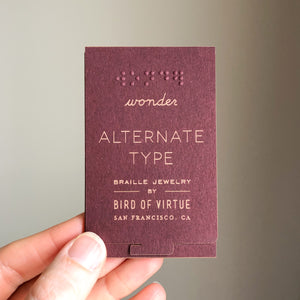 wonder
ALTERNATE
TYPE
BRAILLE JEWELRY
BY
BIRD OF VIRTUE
SAN FRANCISCO, CA